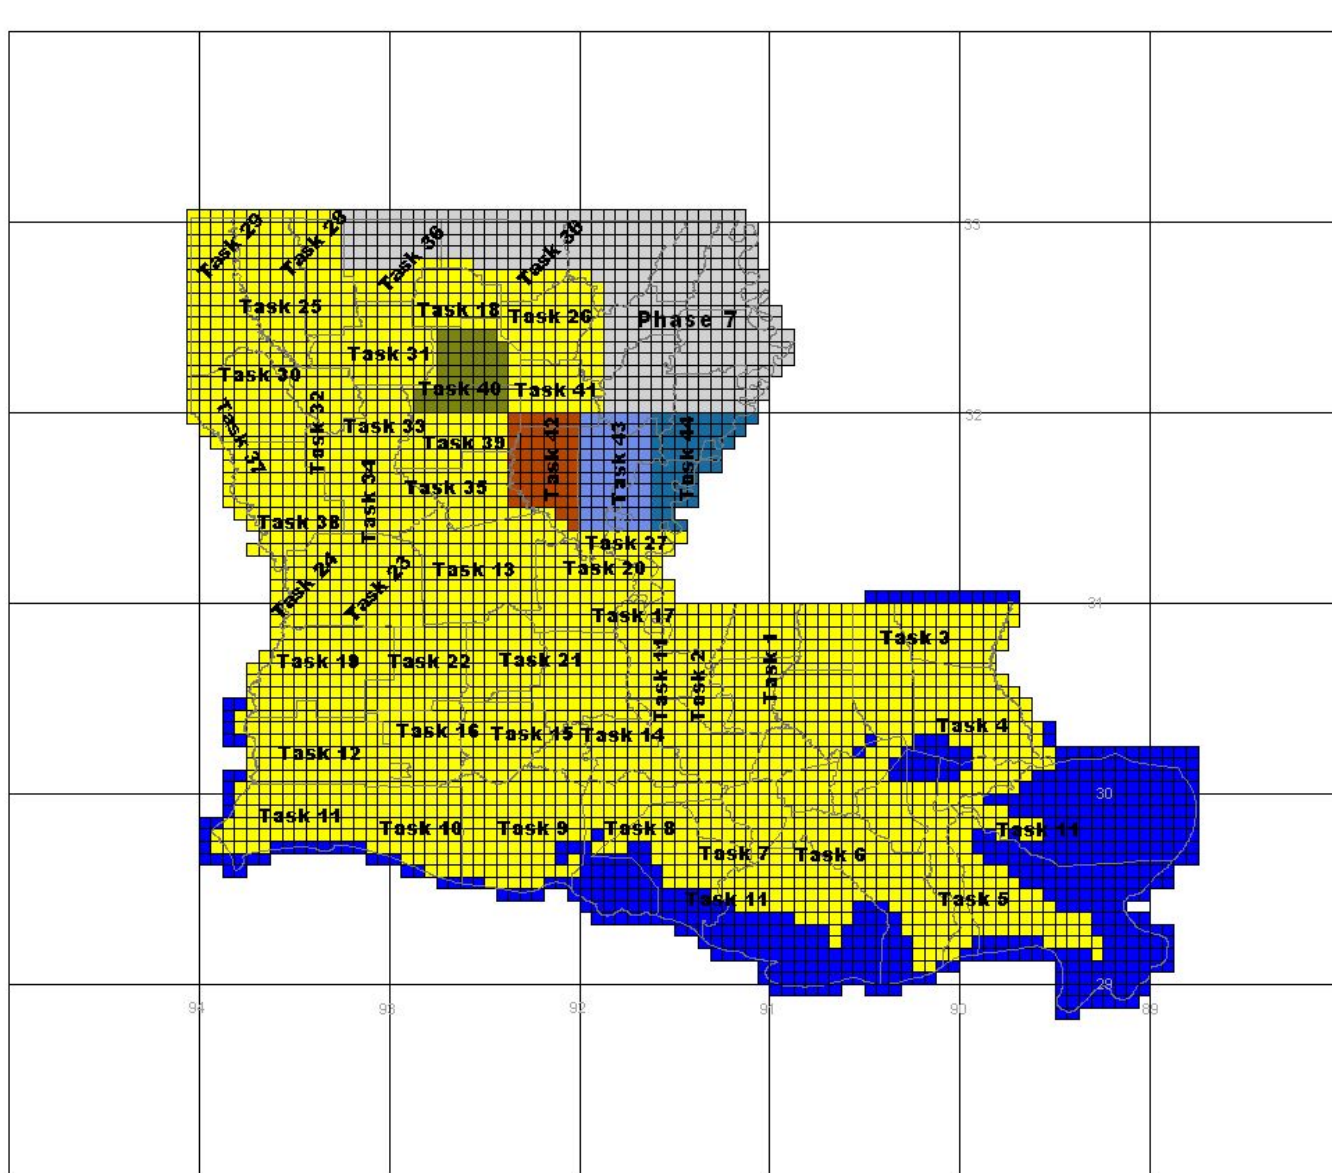 Task 29
Task 28
Task 36
Task 36
33
Task 25
Task 18
Task 26
Phase 7
Task 31
Task 30
Task 40
Task 41
32
Task 32
Task 33
Task 37
Task 39
Task 42
Task 43
Task 44
Task 34
Task 35
Task 38
Task 27
Task 24
Task 23
Task 13
Task 20
31
Task 17
Task 3
Task 19
Task 22
Task 21
Task 11
Task 2
Task 1
Task 16
Task 15
Task 14
Task 4
Task 12
30
Task 11
Task 10
Task 9
Task 8
Task 11
Task 7
Task 6
Task 11
Task 5
29
94
93
92
91
90
89